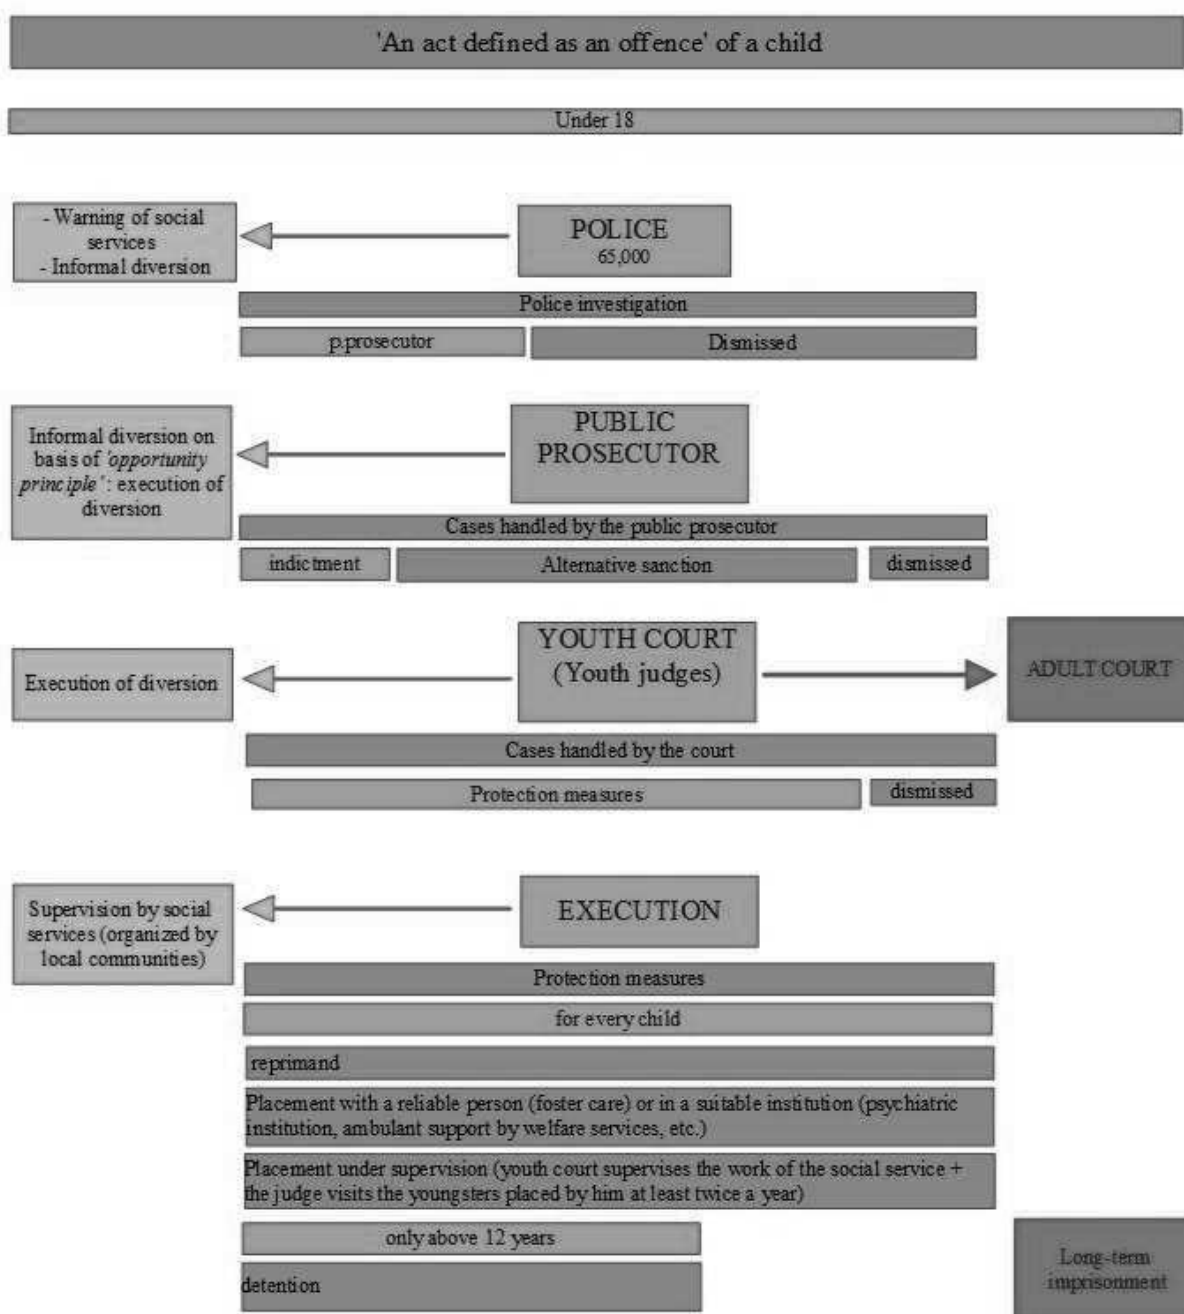 'An act defined as an offence' of a child
Under 18
- Warning of social
services
- Informal diversion
POLICE
65,000
Police investigation
p.prosecutor
Dismissed
Informal diversion on
basis of 'opportunity
principle': execution of
diversion
PUBLIC
PROSECUTOR
Cases handled by the public prosecutor
indictment
Alternative sanction
dismissed
Execution of diversion
YOUTH COURT
(Youth judges)
ADULT COURT
Cases handled by the court
Protection measures
dismissed
Supervision by social
services (organized by
local communities)
EXECUTION
Protection measures
for every child
reprimand
Placement with a reliable person (foster care) or in a suitable institution (psychiatric
institution, ambulant support by welfare services, etc.)
Placement under supervision (youth court supervises the work of the social service +
the judge visits the youngsters placed by him at least twice a year)
only above 12 years
detention
Long-term
imprisonment